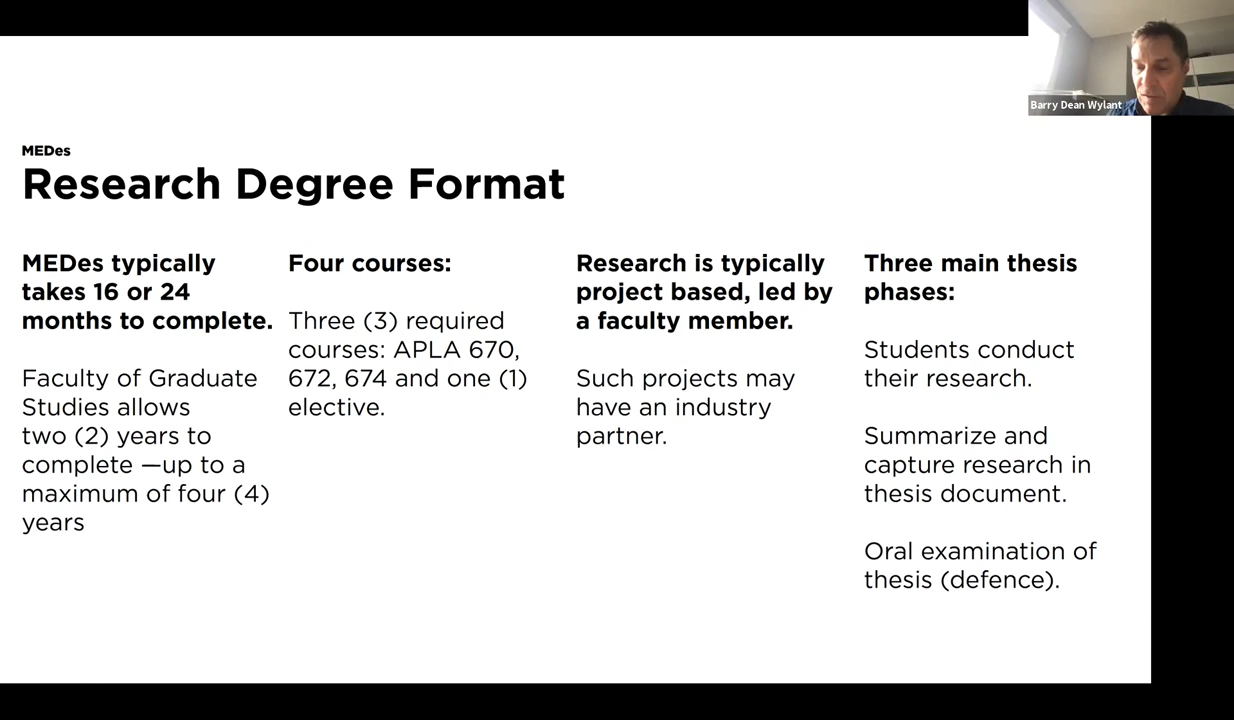 Barry Dean Wylant
MEDes
Research Degree Format
MEDes typically
takes 16 or 24
months to complete.
Faculty of Graduate
Studies allows
two (2) years to
complete —up to a
maximum of four (4)
years
Four courses:
Three (3) required
courses: APLA 670,
672, 674 and one (1)
elective.
Research is typically
project based, led by
a faculty member.
Such projects may
have an industry
partner.
Three main thesis
phases:
Students conduct
their research.
Summarize and
capture research in
thesis document.
Oral examination of
thesis (defence).